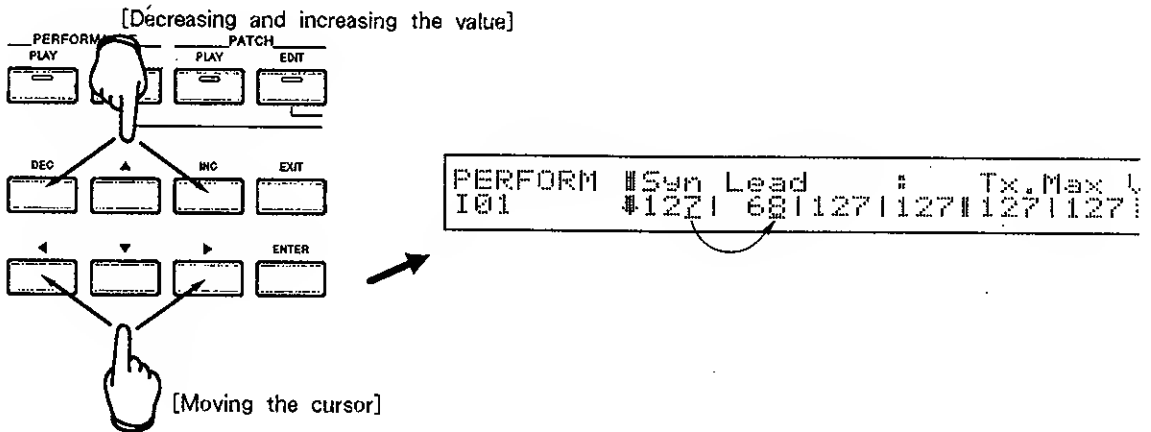 [Decreasing and increasing the value]
PATCH
PLAY PLAY EDIT
DEC ▲ INC EXIT
◀ ▼ ▶ ENTER
PERFORM Syn Lead : Tx.Max
I01 127| 68|127|127 127|127
[Moving the cursor]